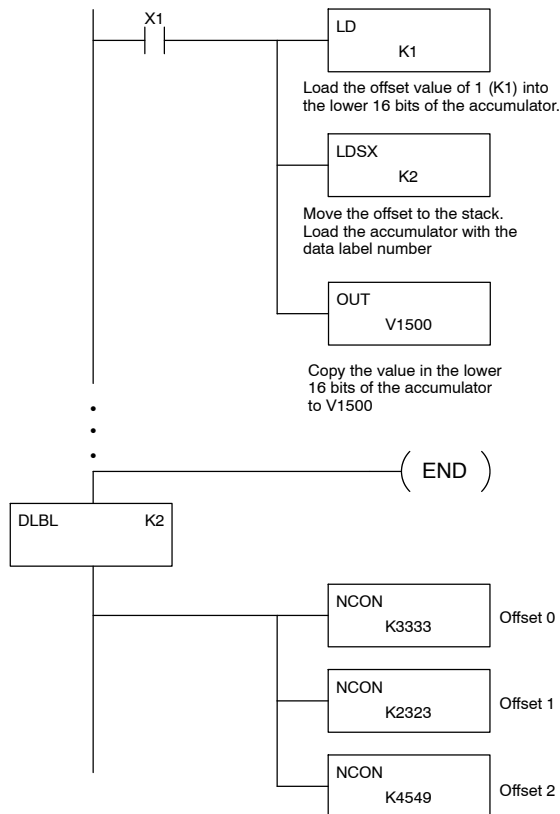 X1
LD
K1
Load the offset value of 1 (K1) into
the lower 16 bits of the accumulator.
LDSX
K2
Move the offset to the stack.
Load the accumulator with the
data label number
OUT
V1500
Copy the value in the lower
16 bits of the accumulator
to V1500
END
DLBL K2
NCON
K3333
Offset 0
NCON
K2323
Offset 1
NCON
K4549
Offset 2